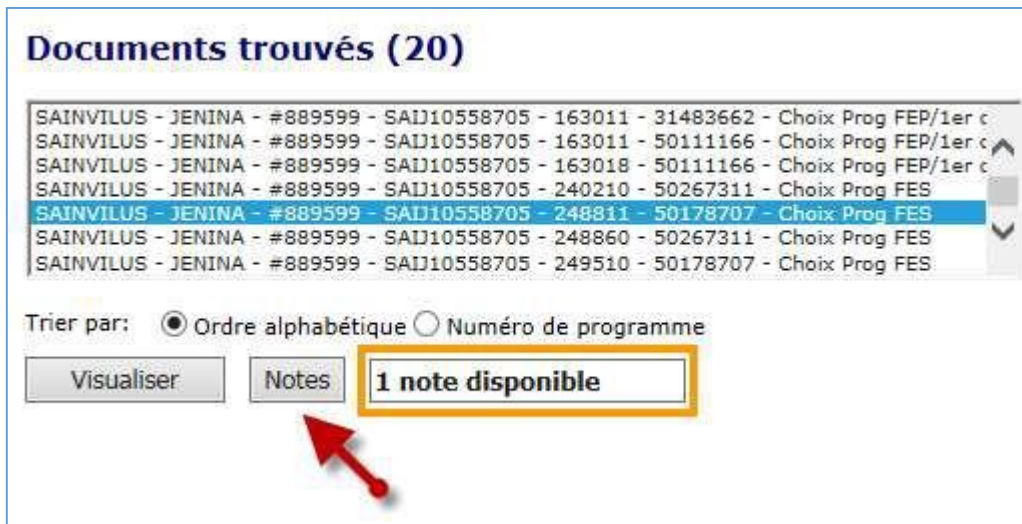 Documents trouvés (20)
SAINVILUS - JENINA - #889599 - SAIJ10558705 - 163011 - 31483662 - Choix Prog FEP/1er c
SAINVILUS - JENINA - #889599 - SAIJ10558705 - 163011 - 50111166 - Choix Prog FEP/1er c
SAINVILUS - JENINA - #889599 - SAIJ10558705 - 163018 - 50111166 - Choix Prog FEP/1er c
SAINVILUS - JENINA - #889599 - SAIJ10558705 - 240210 - 50267311 - Choix Prog FES
SAINVILUS - JENINA - #889599 - SAIJ10558705 - 248811 - 50178707 - Choix Prog FES
SAINVILUS - JENINA - #889599 - SAIJ10558705 - 248860 - 50267311 - Choix Prog FES
SAINVILUS - JENINA - #889599 - SAIJ10558705 - 249510 - 50178707 - Choix Prog FES
Trier par: Ordre alphabétique Numéro de programme
Visualiser Notes 1 note disponible